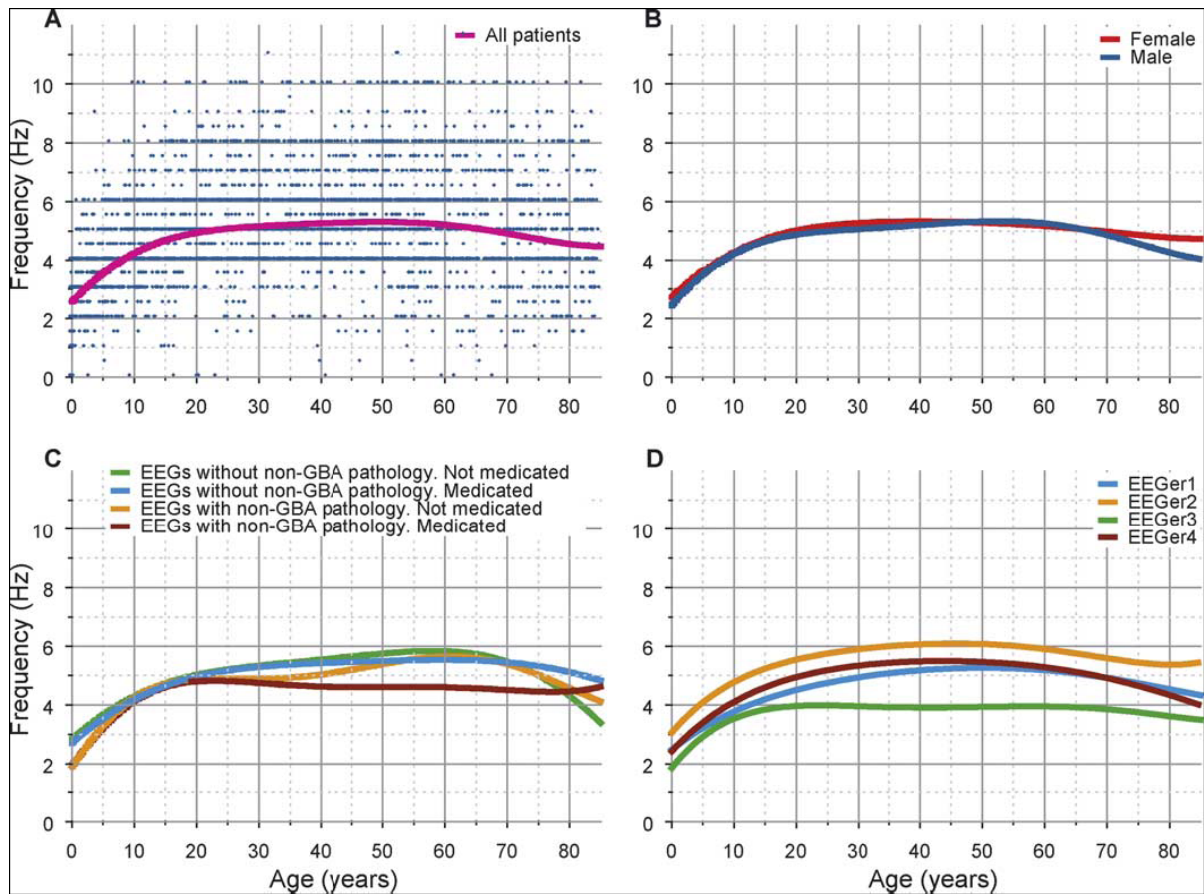 A
All patients
10
8
6
4
2
0
Frequency (Hz)
0 10 20 30 40 50 60 70 80
B
Female
Male
10
8
6
4
2
0
0 10 20 30 40 50 60 70 80
C
EEGs without non-GBA pathology. Not medicated
EEGs without non-GBA pathology. Medicated
EEGs with non-GBA pathology. Not medicated
EEGs with non-GBA pathology. Medicated
10
8
6
4
2
0
Frequency (Hz)
0 10 20 30 40 50 60 70 80
Age (years)
D
EEGer1
EEGer2
EEGer3
EEGer4
10
8
6
4
2
0
0 10 20 30 40 50 60 70 80
Age (years)